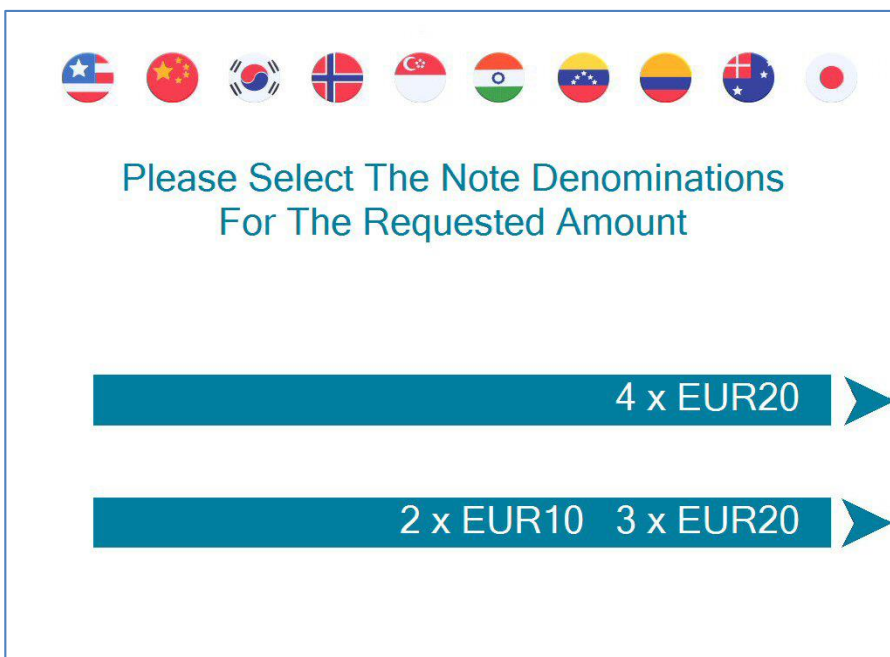 Please Select The Note Denominations
For The Requested Amount
4 x EUR20
2 x EUR10 3 x EUR20